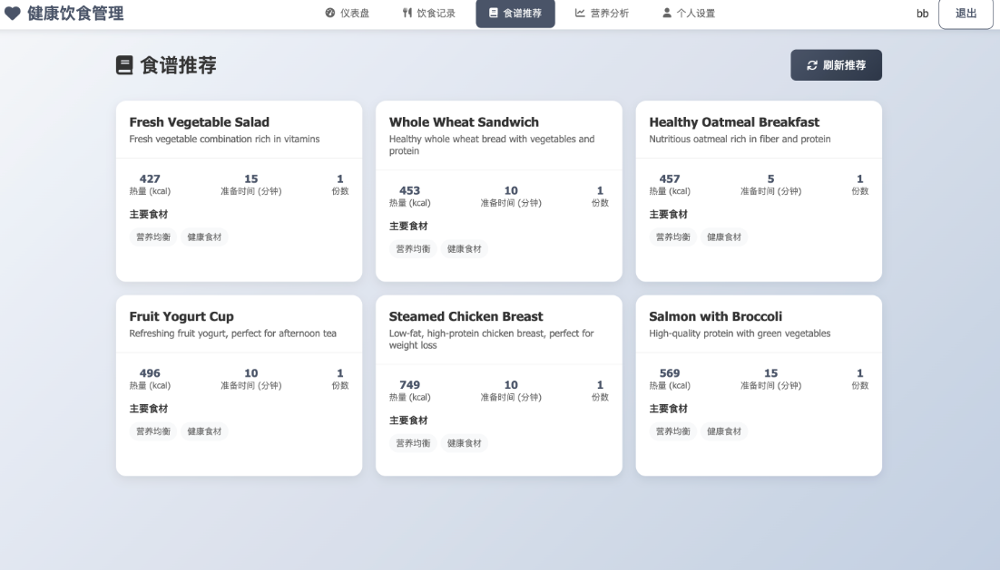 健康饮食管理
仪表盘
饮食记录
食谱推荐
营养分析
个人设置
bb
退出
食谱推荐
刷新推荐
Fresh Vegetable Salad
Fresh vegetable combination rich in vitamins
427
15
1
热量 (kcal)
准备时间 (分钟)
份数
主要食材
营养均衡
健康食材
Whole Wheat Sandwich
Healthy whole wheat bread with vegetables and
protein
453
10
1
热量 (kcal)
准备时间 (分钟)
份数
主要食材
营养均衡
健康食材
Healthy Oatmeal Breakfast
Nutritious oatmeal rich in fiber and protein
457
5
1
热量 (kcal)
准备时间 (分钟)
份数
主要食材
营养均衡
健康食材
Fruit Yogurt Cup
Refreshing fruit yogurt, perfect for afternoon tea
496
10
1
热量 (kcal)
准备时间 (分钟)
份数
主要食材
营养均衡
健康食材
Steamed Chicken Breast
Low-fat, high-protein chicken breast, perfect for
weight loss
749
10
1
热量 (kcal)
准备时间 (分钟)
份数
主要食材
营养均衡
健康食材
Salmon with Broccoli
High-quality protein with green vegetables
569
15
1
热量 (kcal)
准备时间 (分钟)
份数
主要食材
营养均衡
健康食材